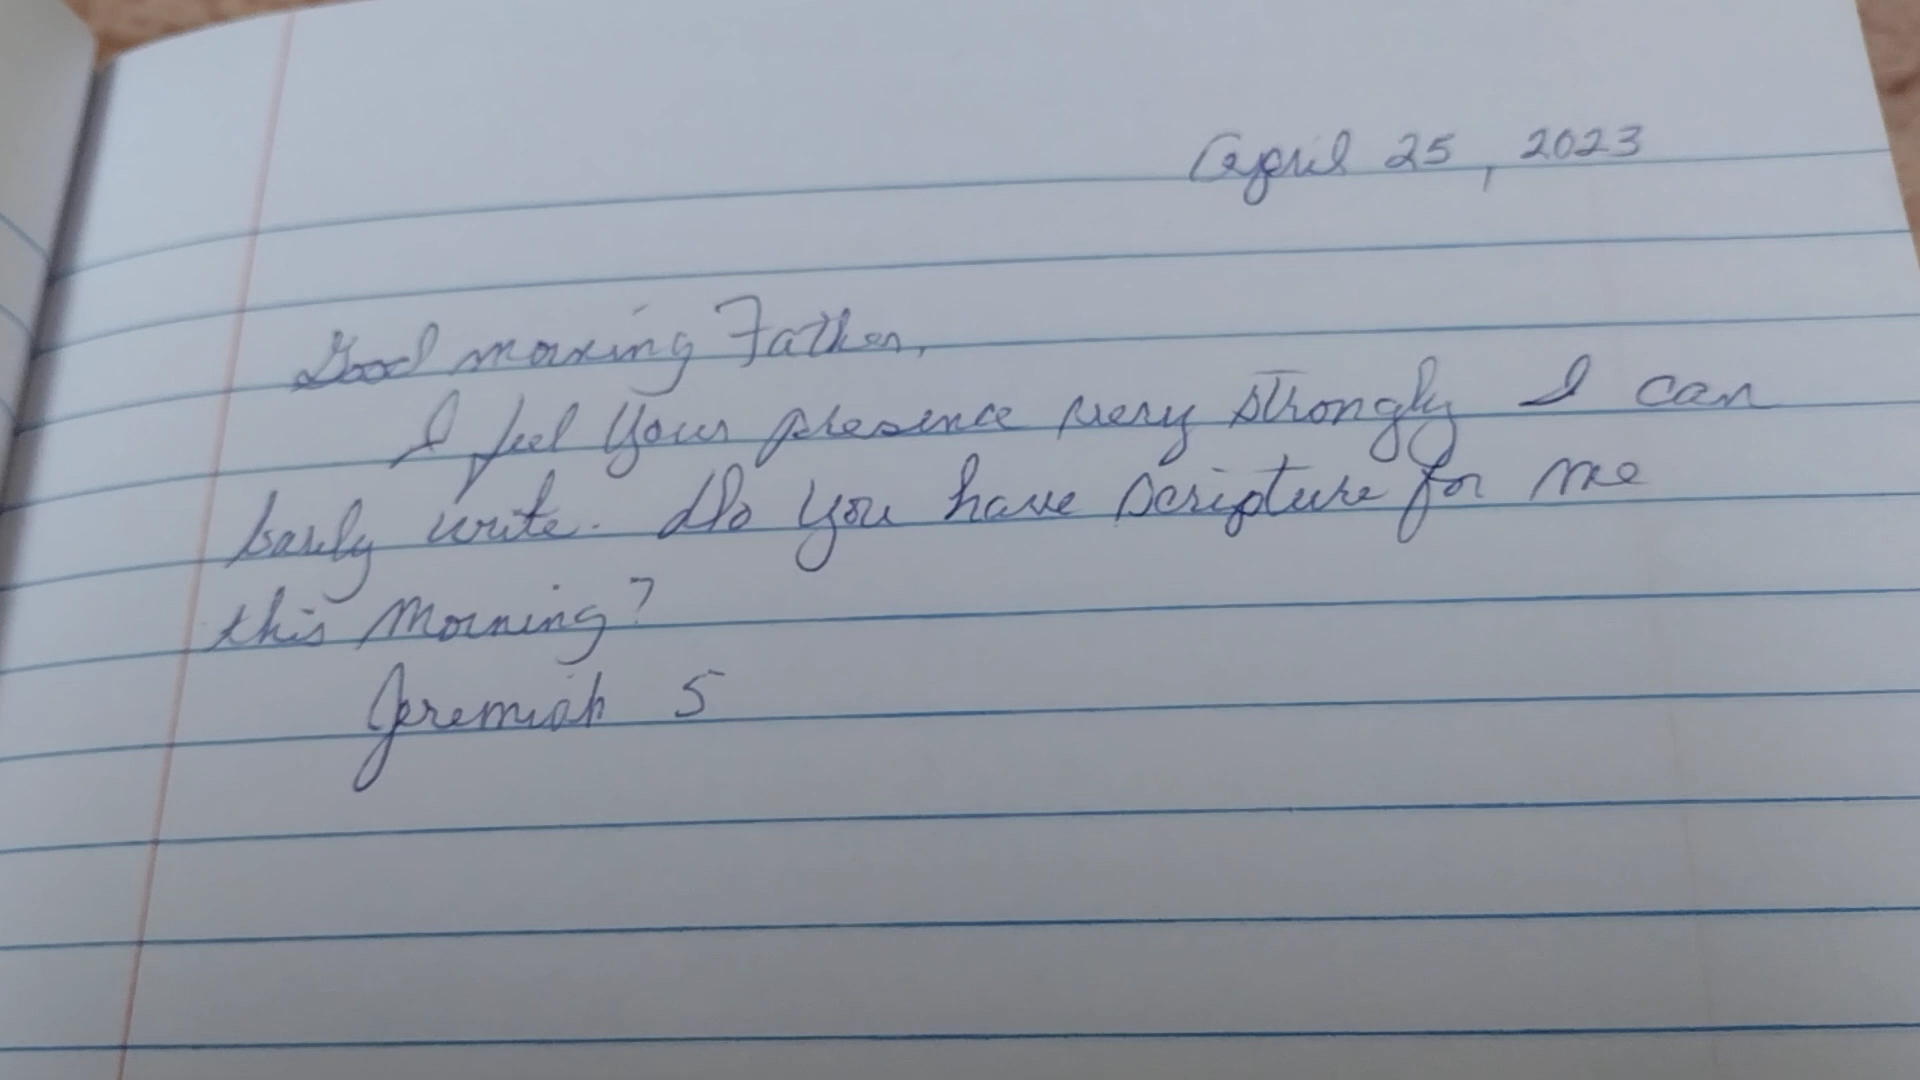 April 25, 2023
Good morning Father,
I feel Your presence very strongly I can
barely write. Do you have scripture for me
this morning?
Jeremiah 5